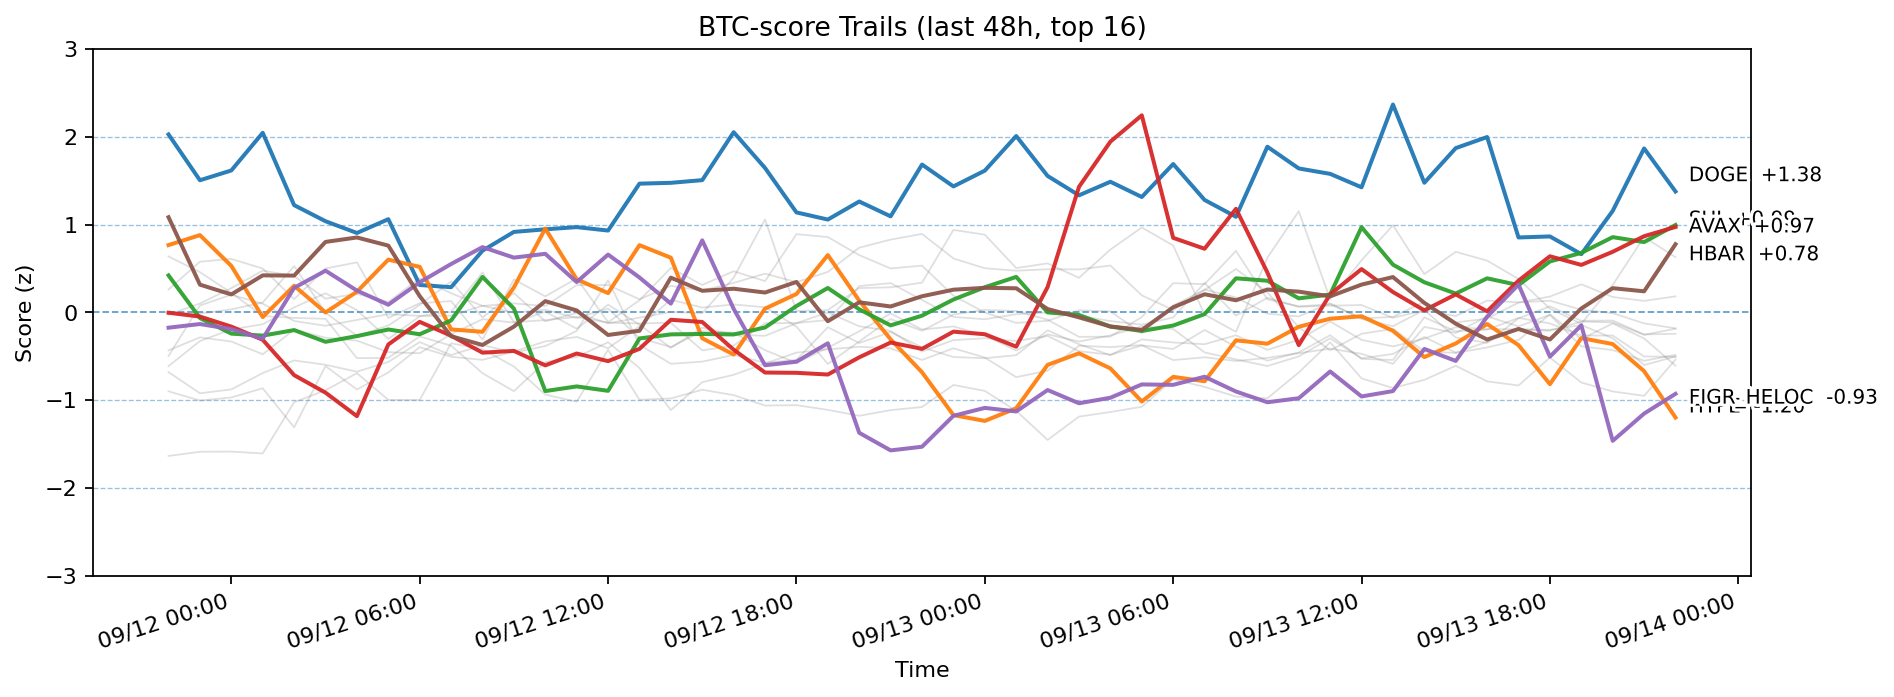 BTC-score Trails (last 48h, top 16)
Score (z)
3
2
1
0
−1
−2
−3
DOGE +1.38
AVAX +0.97
HBAR +0.78
FIGR_HELOC -0.93
09/12 00:00
09/12 06:00
09/12 12:00
09/12 18:00
09/13 00:00
09/13 06:00
09/13 12:00
09/13 18:00
09/14 00:00
Time